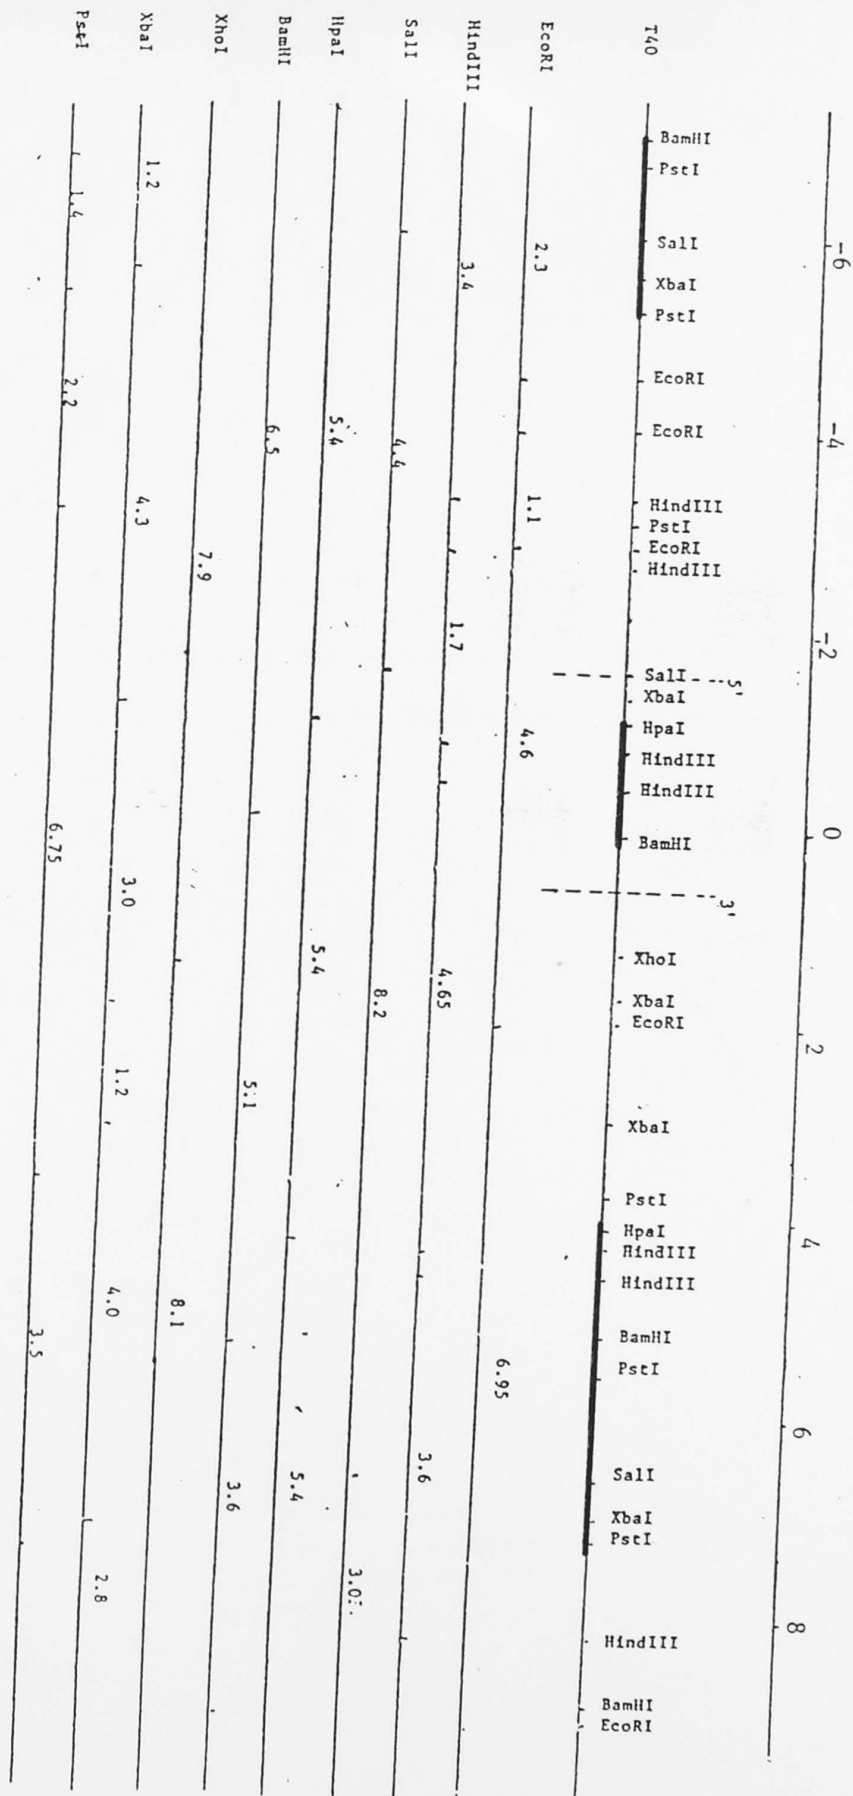 -6 -4 -2 0 2 4 6 8
T40
BamHI
PstI
SalI
XbaI
PstI
EcoRI
EcoRI
HindIII
PstI
EcoRI
HindIII
SalI 5'
XbaI
HpaI
HindIII
HindIII
BamHI
3'
XhoI
XbaI
EcoRI
XbaI
PstI
HpaI
HindIII
HindIII
BamHI
PstI
SalI
XbaI
PstI
HindIII
BamHI
EcoRI
EcoRI 2.3 1.1 4.6 6.95
HindIII 3.4 1.7 4.65 3.6
SalI 4.4 8.2 3.0
HpaI 5.4 5.4 5.4
BamHI 6.5 5.1 3.6
XhoI 7.9 8.1
XbaI 1.2 4.3 3.0 1.2 4.0 2.8
PstI 1.4 2.2 6.75 3.5